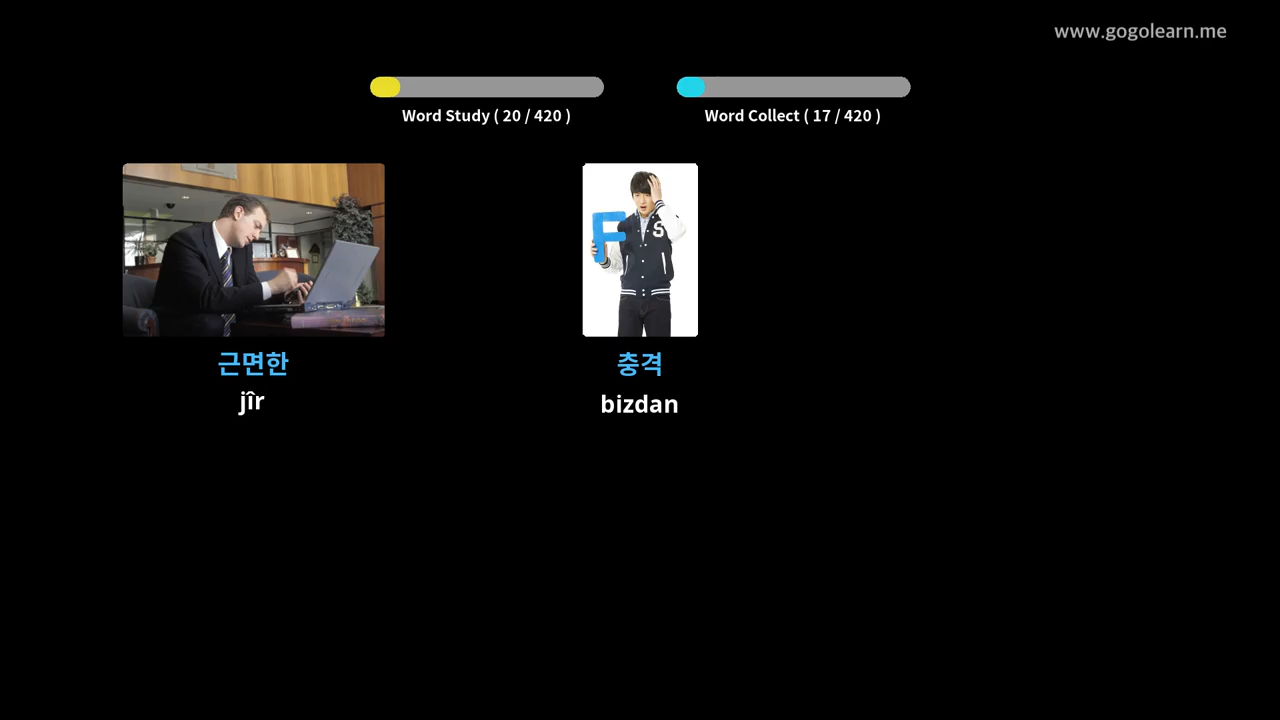 www.gogolearn.me
Word Study ( 20 / 420 )
Word Collect ( 17 / 420 )
F
S
근면한
jîr
충격
bizdan